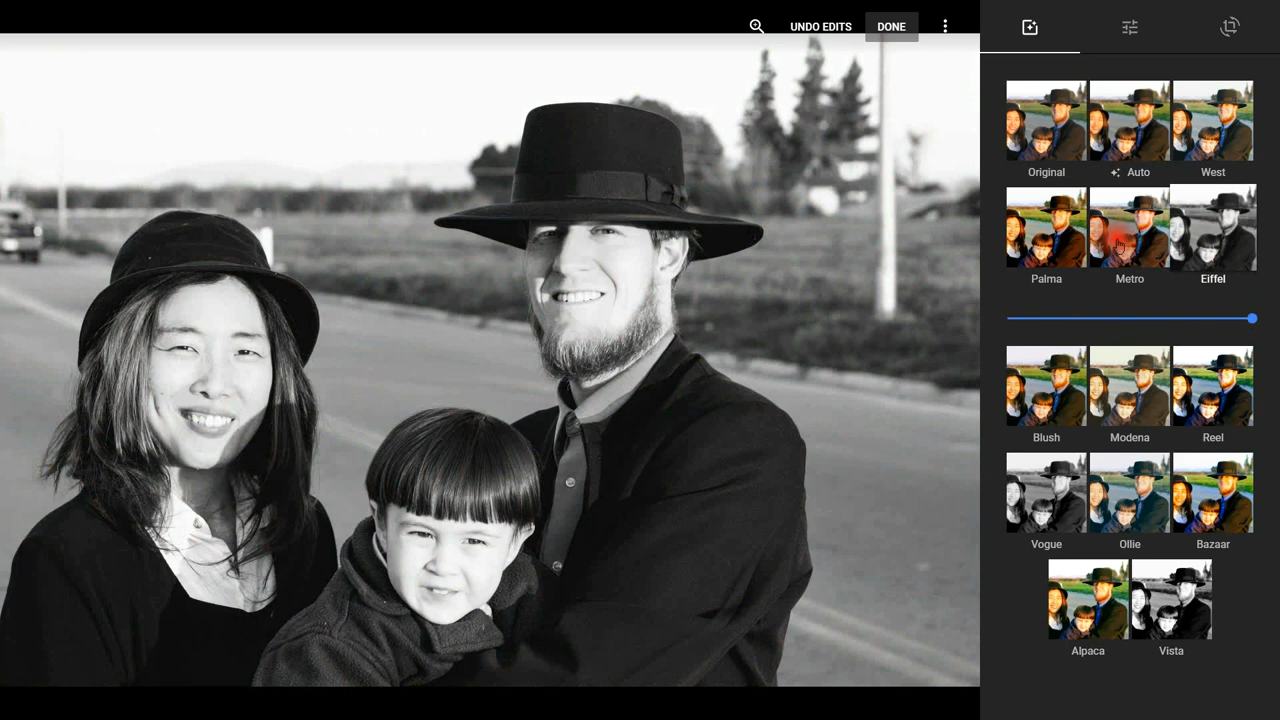 UNDO EDITS
DONE
Original
Auto
West
Palma
Metro
Eiffel
Blush
Modena
Reel
Vogue
Ollie
Bazaar
Alpaca
Vista